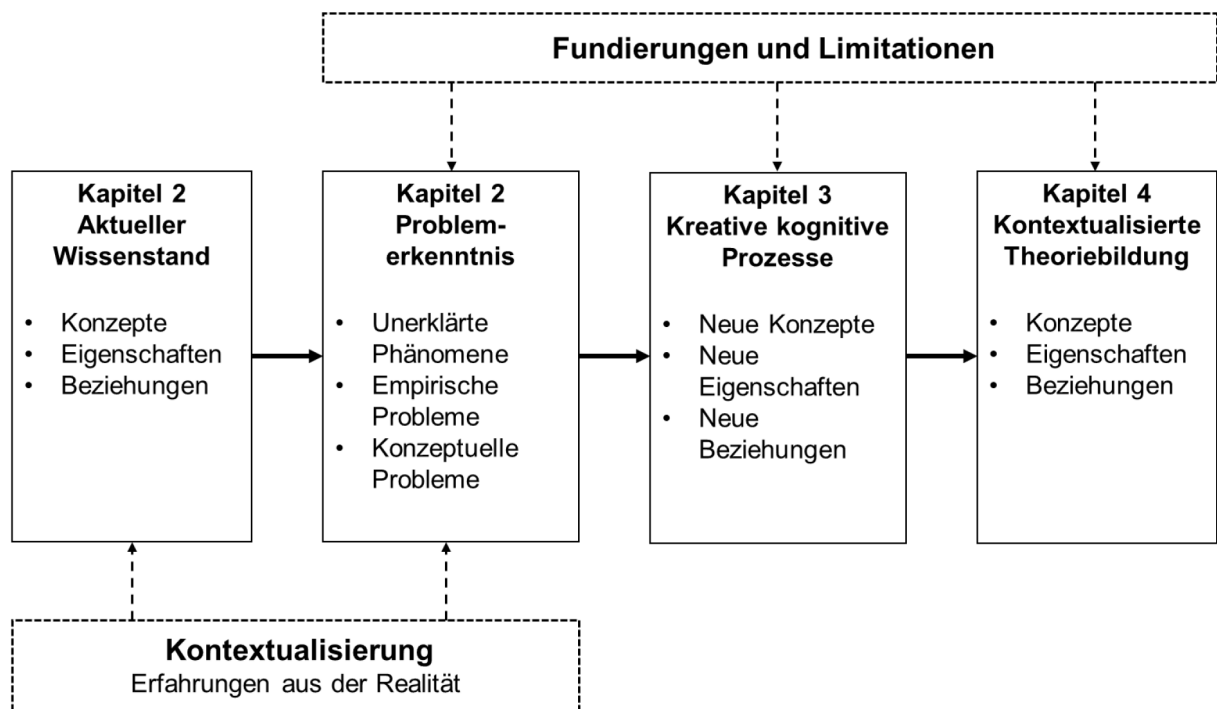 Fundierungen und Limitationen
Kapitel 2
Aktueller
Wissenstand
• Konzepte
• Eigenschaften
• Beziehungen
Kapitel 2
Problem-
erkenntnis
• Unerklärte
Phänomene
• Empirische
Probleme
• Konzeptuelle
Probleme
Kapitel 3
Kreative kognitive
Prozesse
• Neue Konzepte
• Neue
Eigenschaften
• Neue
Beziehungen
Kapitel 4
Kontextualisierte
Theoriebildung
• Konzepte
• Eigenschaften
• Beziehungen
Kontextualisierung
Erfahrungen aus der Realität